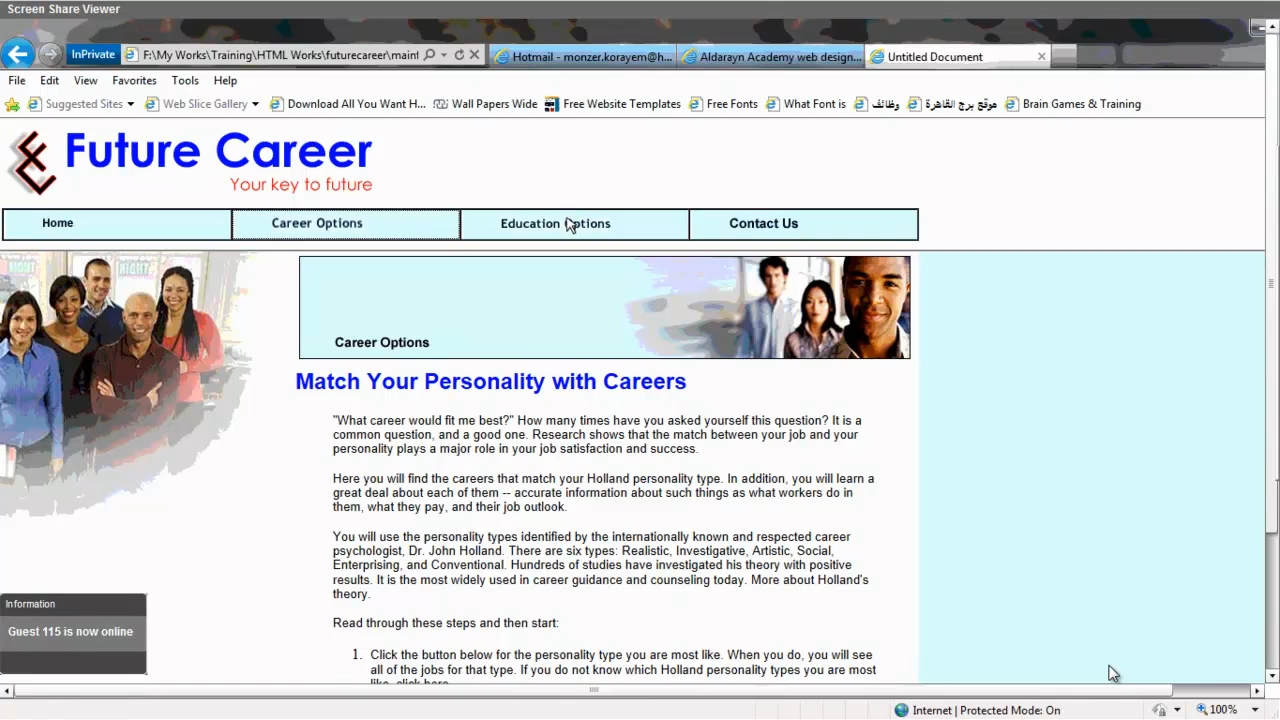 Screen Share Viewer
InPrivate F:\My Works\Training\HTML Works\futurecareer\main! Hotmail - monzer.korayem@h... Aldarayn Academy web design... Untitled Document
File Edit View Favorites Tools Help
Suggested Sites Web Slice Gallery Download All You Want H... Wall Papers Wide Free Website Templates Free Fonts What Font is وظائف موقع برج القاهرة Brain Games & Training
Future Career
Your key to future
Home Career Options Education Contact Us
Career Options
Match Your Personality with Careers
"What career would fit me best?" How many times have you asked yourself this question? It is a
common question, and a good one. Research shows that the match between your job and your
personality plays a major role in your job satisfaction and success.
Here you will find the careers that match your Holland personality type. In addition, you will learn a
great deal about each of them -- accurate information about such things as what workers do in
them, what they pay, and their job outlook.
You will use the personality types identified by the internationally known and respected career
psychologist, Dr. John Holland. There are six types: Realistic, Investigative, Artistic, Social,
Enterprising, and Conventional. Hundreds of studies have investigated his theory with positive
results. It is the most widely used in career guidance and counseling today. More about Holland's
theory.
Read through these steps and then start:
1. Click the button below for the personality type you are most like. When you do, you will see
all of the jobs for that type. If you do not know which Holland personality types you are most
like, click here
Information
Guest 115 is now online
Internet | Protected Mode: On 100%